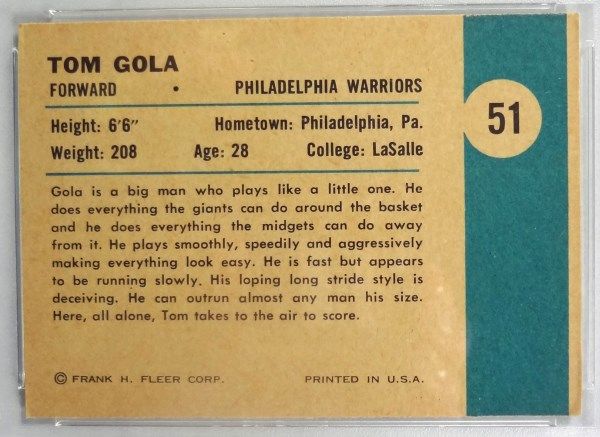 TOM GOLA
FORWARD • PHILADELPHIA WARRIORS
51
Height: 6'6" Hometown: Philadelphia, Pa.
Weight: 208 Age: 28 College: LaSalle
Gola is a big man who plays like a little one. He
does everything the giants can do around the basket
and he does everything the midgets can do away
from it. He plays smoothly, speedily and aggressively
making everything look easy. He is fast but appears
to be running slowly. His loping long stride style is
deceiving. He can outrun almost any man his size.
Here, all alone, Tom takes to the air to score.
© FRANK H. FLEER CORP. PRINTED IN U.S.A.